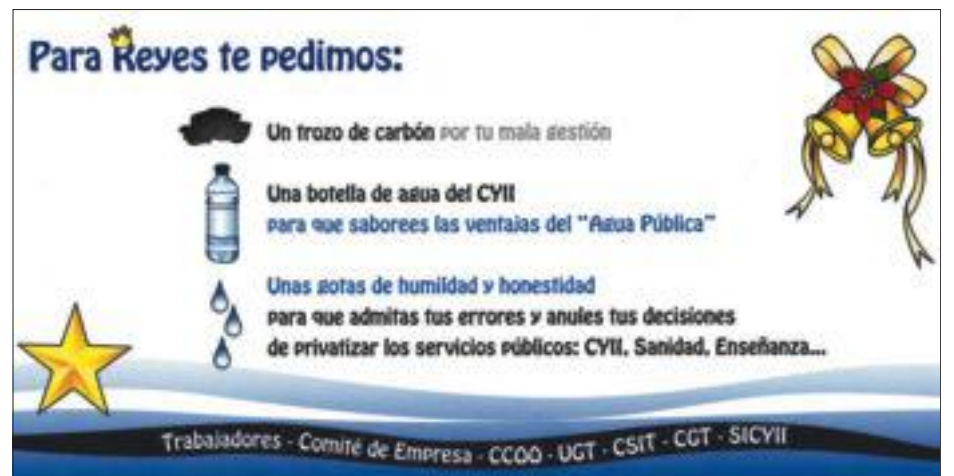 Para Reyes te pedimos:
Un trozo de carbón por tu mala gestión
Una botella de agua del CYII
para que saborees las ventajas del "Agua Pública"
Unas gotas de humildad y honestidad
para que admitas tus errores y anules tus decisiones
de privatizar los servicios públicos: CYII, Sanidad, Enseñanza...
Trabajadores - Comité de Empresa - CCOO - UGT - CSIT - CGT - SICYII